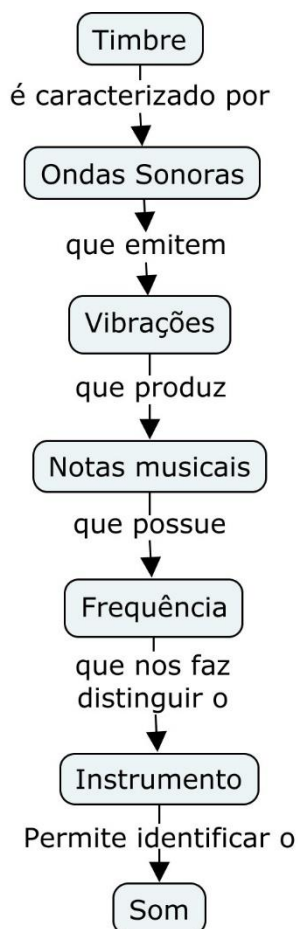 Timbre
é caracterizado por
Ondas Sonoras
que emitem
Vibrações
que produz
Notas musicais
que possue
Frequência
que nos faz
distinguir o
Instrumento
Permite identificar o
Som